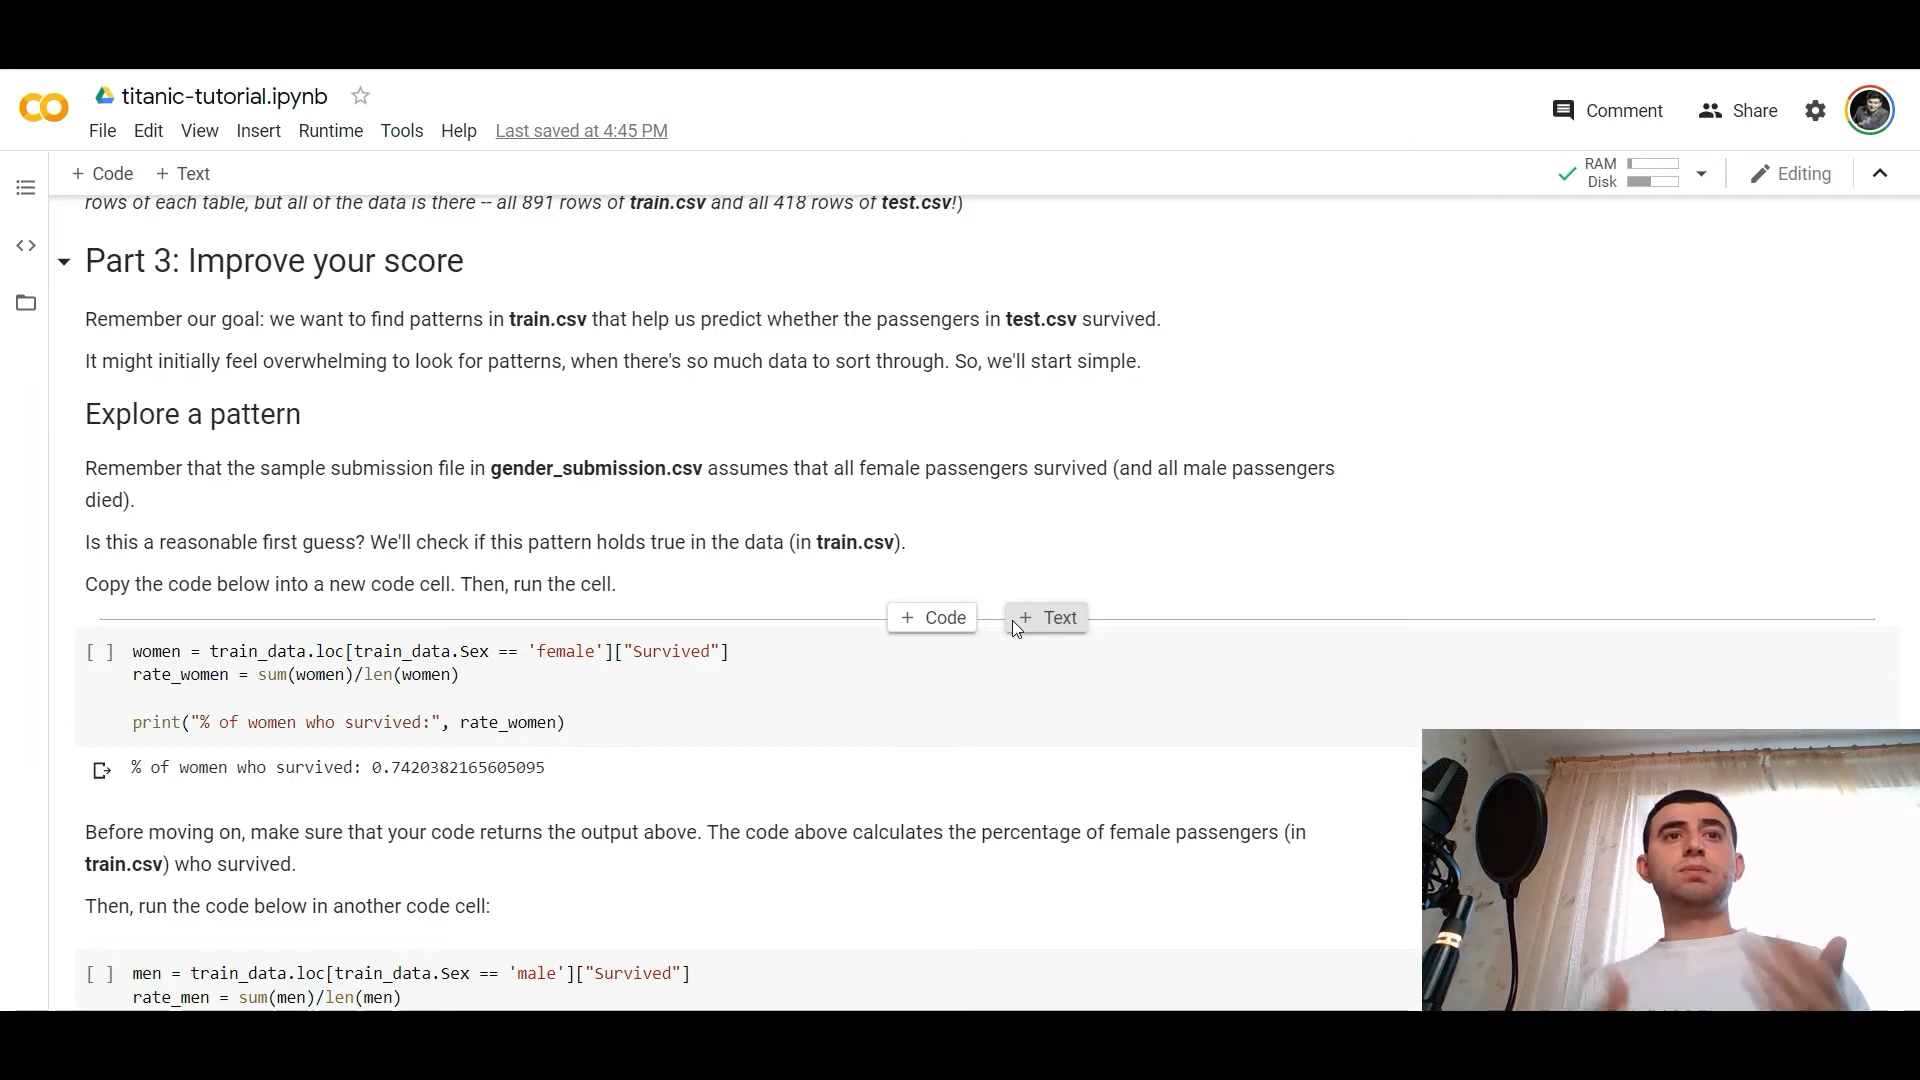 titanic-tutorial.ipynb
Comment
Share
File Edit View Insert Runtime Tools Help Last saved at 4:45 PM
+ Code + Text
RAM
Disk
Editing
rows of each table, but all of the data is there -- all 891 rows of train.csv and all 418 rows of test.csv!)
Part 3: Improve your score
Remember our goal: we want to find patterns in train.csv that help us predict whether the passengers in test.csv survived.
It might initially feel overwhelming to look for patterns, when there's so much data to sort through. So, we'll start simple.
Explore a pattern
Remember that the sample submission file in gender_submission.csv assumes that all female passengers survived (and all male passengers
died).
Is this a reasonable first guess? We'll check if this pattern holds true in the data (in train.csv).
Copy the code below into a new code cell. Then, run the cell.
+ Code + Text
[ ] women = train_data.loc[train_data.Sex == 'female']["Survived"]
rate_women = sum(women)/len(women)
print("% of women who survived:", rate_women)
% of women who survived: 0.7420382165605095
Before moving on, make sure that your code returns the output above. The code above calculates the percentage of female passengers (in
train.csv) who survived.
Then, run the code below in another code cell:
[ ] men = train_data.loc[train_data.Sex == 'male']["Survived"]
rate_men = sum(men)/len(men)